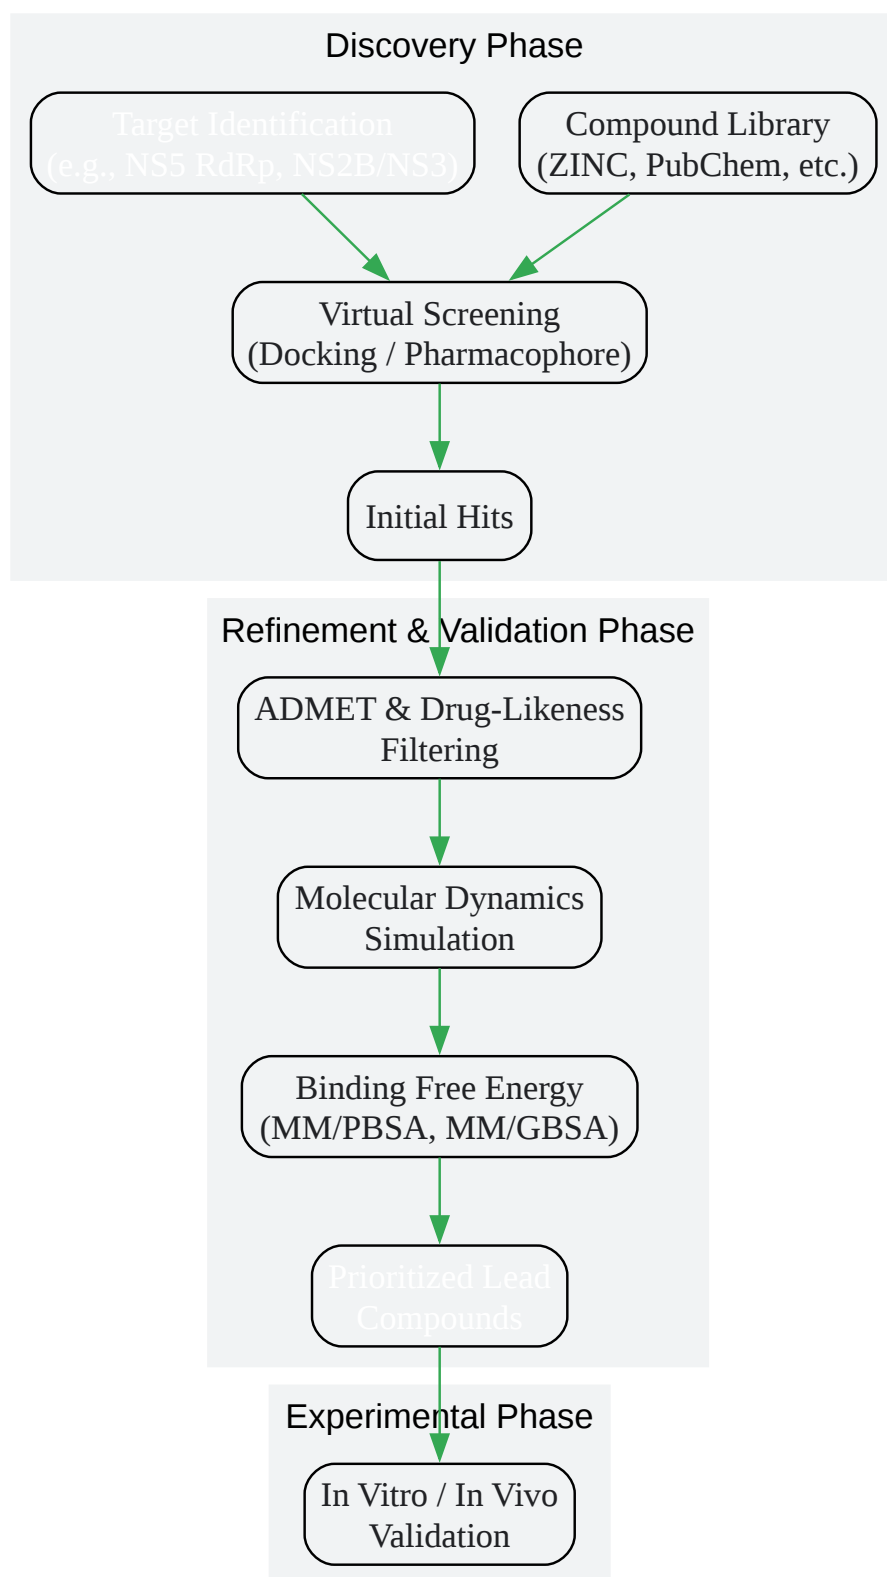 Discovery Phase
Target Identification
(e.g., NS5 RdRp, NS2B/NS3)
Compound Library
(ZINC, PubChem, etc.)
Virtual Screening
(Docking / Pharmacophore)
Initial Hits
Refinement & Validation Phase
ADMET & Drug-Likeness
Filtering
Molecular Dynamics
Simulation
Binding Free Energy
(MM/PBSA, MM/GBSA)
Prioritized Lead
Compounds
Experimental Phase
In Vitro / In Vivo
Validation